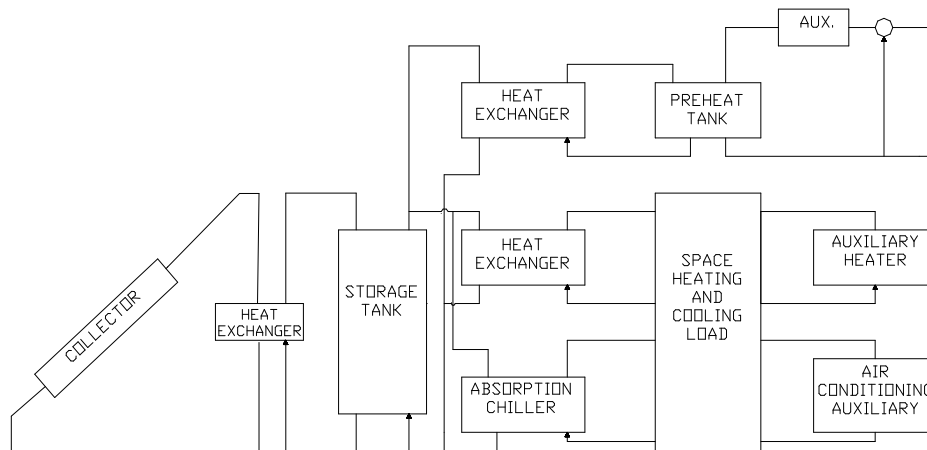 AUX.
HEAT
EXCHANGER
PREHEAT
TANK
COLLECTOR
HEAT
EXCHANGER
STORAGE
TANK
HEAT
EXCHANGER
SPACE
HEATING
AND
COOLING
LOAD
AUXILIARY
HEATER
ABSORPTION
CHILLER
AIR
CONDITIONING
AUXILIARY